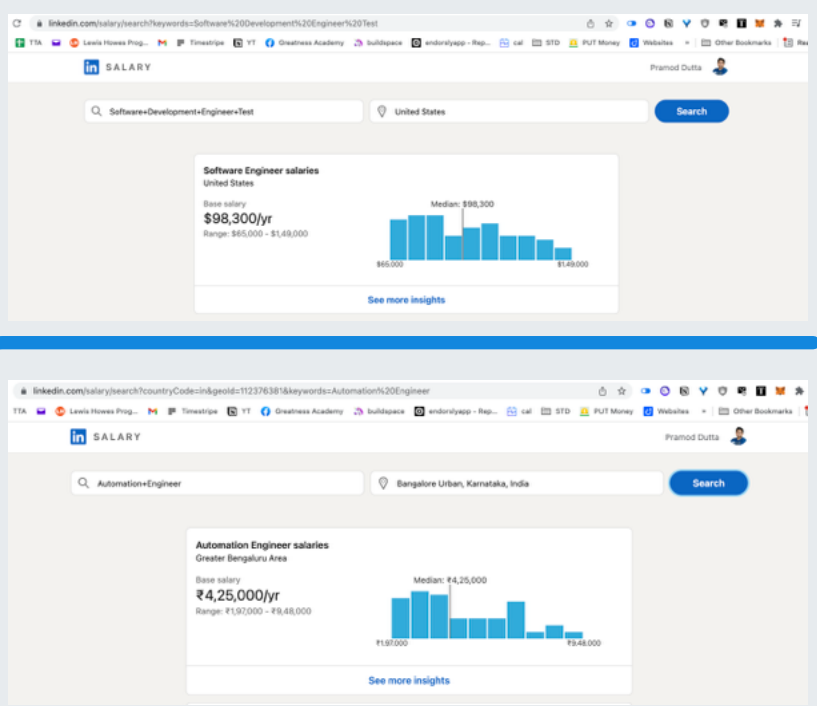 linkedin.com/salary/search?keywords=Software%20Development%20Engineer%20Test
TTA Lewis Howes Prog... Timestripe YT Greatness Academy buildspace endorslyapp - Rep... cal STD PUT Money Websites » Other Bookmarks Rea
in SALARY Pramod Dutta
Software+Development+Engineer+Test United States Search
Software Engineer salaries
United States
Base salary
$98,300/yr
Range: $65,000 - $1,49,000
Median: $98,300
$65,000 $1,49,000
See more insights
linkedin.com/salary/search?countryCode=in&geoId=112376381&keywords=Automation%20Engineer
TTA Lewis Howes Prog... Timestripe YT Greatness Academy buildspace endorslyapp - Rep... cal STD PUT Money Websites » Other Bookmarks
in SALARY Pramod Dutta
Automation+Engineer Bangalore Urban, Karnataka, India Search
Automation Engineer salaries
Greater Bengaluru Area
Base salary
₹4,25,000/yr
Range: ₹1,97,000 - ₹9,48,000
Median: ₹4,25,000
₹1,97,000 ₹9,48,000
See more insights